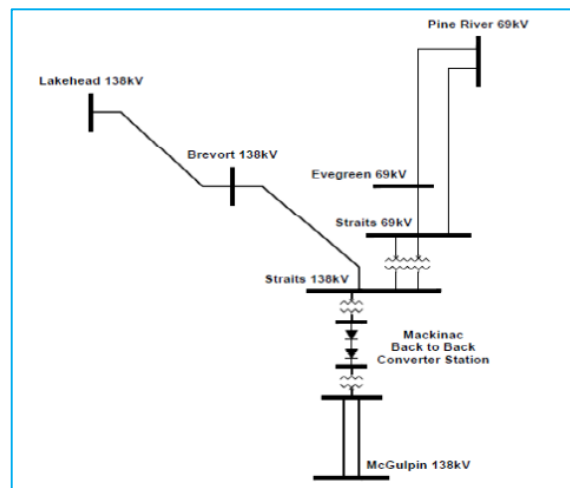 Pine River 69kV
Lakehead 138kV
Brevort 138kV
Evegreen 69kV
Straits 69kV
Straits 138kV
Mackinac
Back to Back
Converter Station
McGulpin 138kV